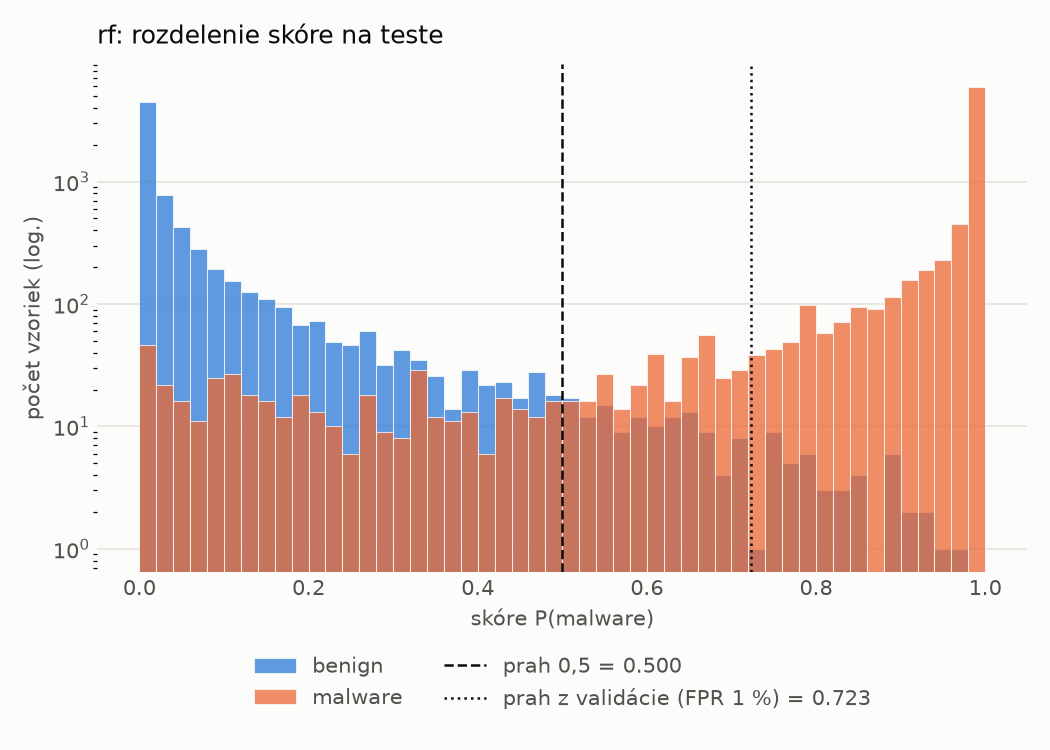 rf: rozdelenie skóre na teste
počet vzoriek (log.)
10³
10²
10¹
10⁰
0.0 0.2 0.4 0.6 0.8 1.0
skóre P(malware)
benign
malware
prah 0,5 = 0.500
prah z validácie (FPR 1 %) = 0.723